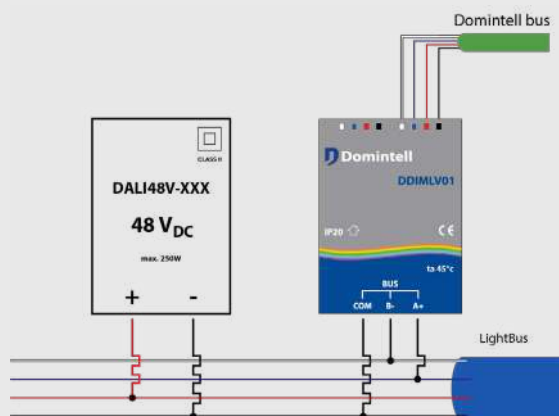 Domintell bus
CLASS II
DALI48V-XXX
48 VDC
max. 250W
+ -
Domintell
DDIMLV01
IP20 CE
ta 45°c
BUS
COM B- A+
LightBus